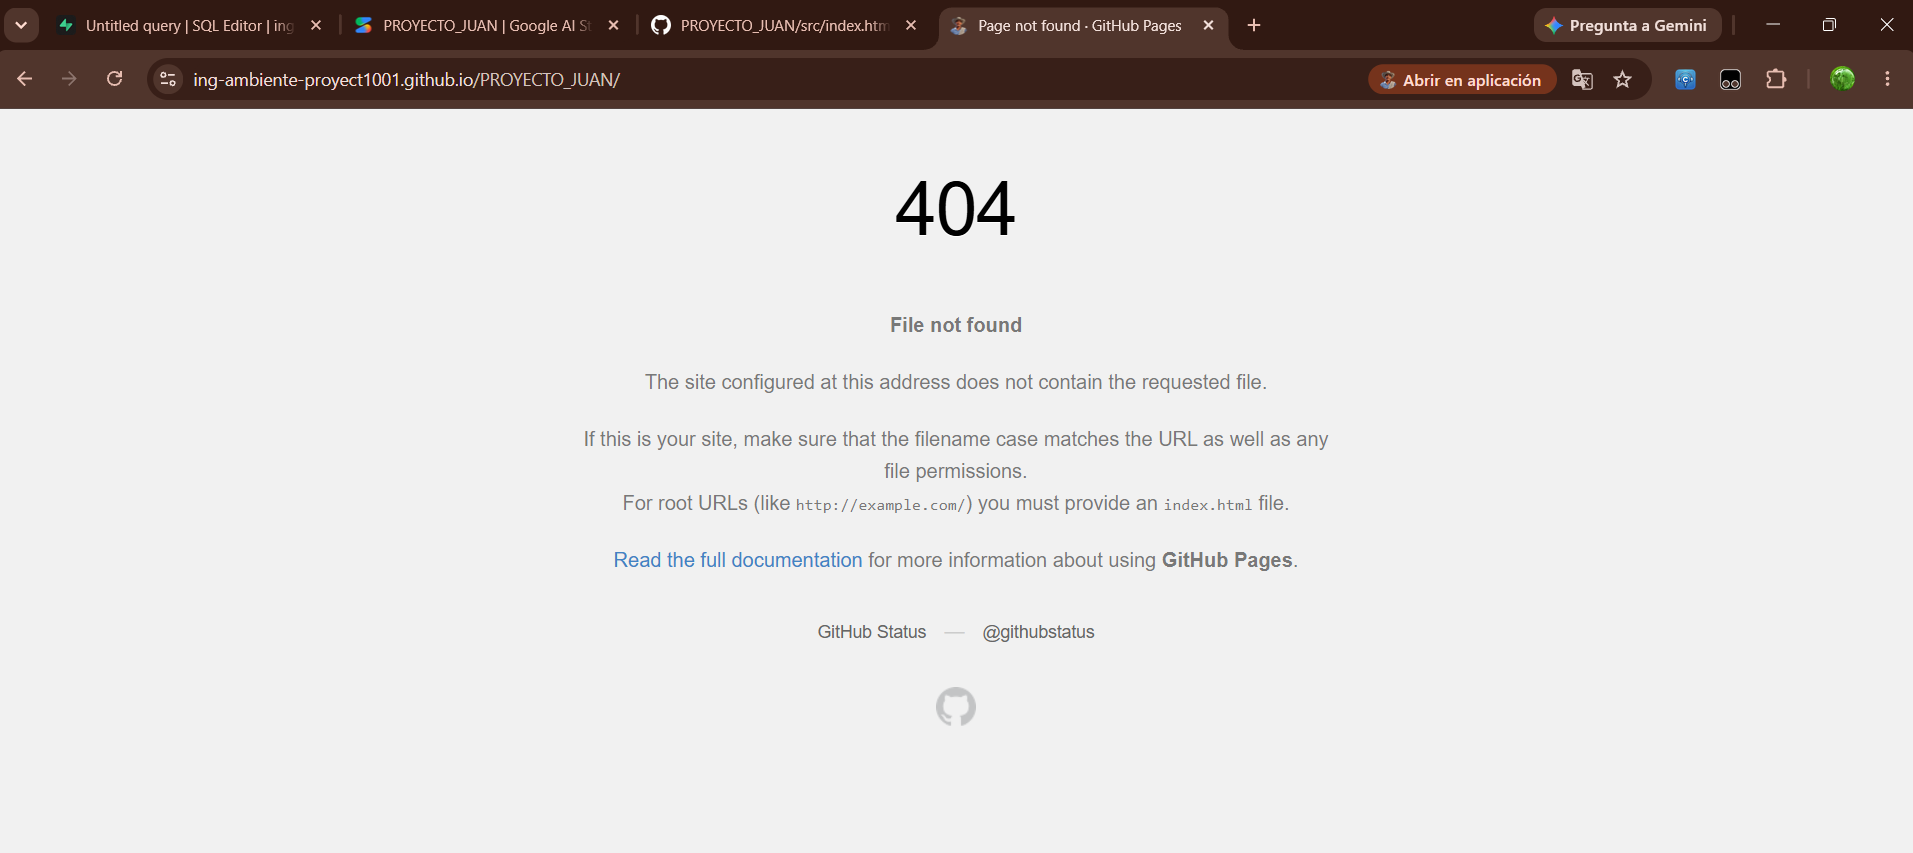 Untitled query | SQL Editor | ing
PROYECTO_JUAN | Google AI St
PROYECTO_JUAN/src/index.htm
Page not found · GitHub Pages
Pregunta a Gemini
ing-ambiente-proyect1001.github.io/PROYECTO_JUAN/
Abrir en aplicación
404
File not found
The site configured at this address does not contain the requested file.
If this is your site, make sure that the filename case matches the URL as well as any
file permissions.
For root URLs (like http://example.com/) you must provide an index.html file.
Read the full documentation for more information about using GitHub Pages.
GitHub Status — @githubstatus